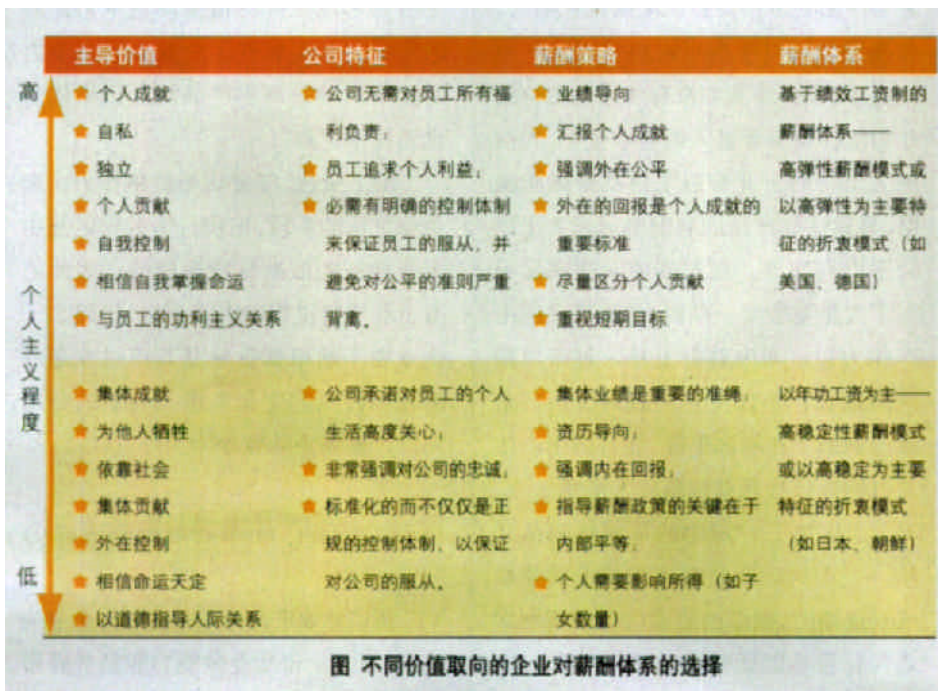 主导价值 公司特征 薪酬策略 薪酬体系
高
个人主义程度
低
个人成就
自私
独立
个人贡献
自我控制
相信自我掌握命运
与员工的功利主义关系
公司无需对员工所有福
利负责；
员工追求个人利益；
必需有明确的控制体制
来保证员工的服从，并
避免对公平的准则严重
背离。
业绩导向
汇报个人成就
强调外在公平
外在的回报是个人成就的
重要标准
尽量区分个人贡献
重视短期目标
基于绩效工资制的
薪酬体系——
高弹性薪酬模式或
以高弹性为主要特
征的折衷模式（如
美国、德国）
集体成就
为他人牺牲
依靠社会
集体贡献
外在控制
相信命运天定
以道德指导人际关系
公司承诺对员工的个人
生活高度关心；
非常强调对公司的忠诚；
标准化的而不仅仅是正
规的控制体制，以保证
对公司的服从。
集体业绩是重要的准绳；
资历导向；
强调内在回报；
指导薪酬政策的关键在于
内部平等；
个人需要影响所得（如子
女数量）
以年功工资为主——
高稳定性薪酬模式
或以高稳定为主要
特征的折衷模式
（如日本、朝鲜）
图 不同价值取向的企业对薪酬体系的选择